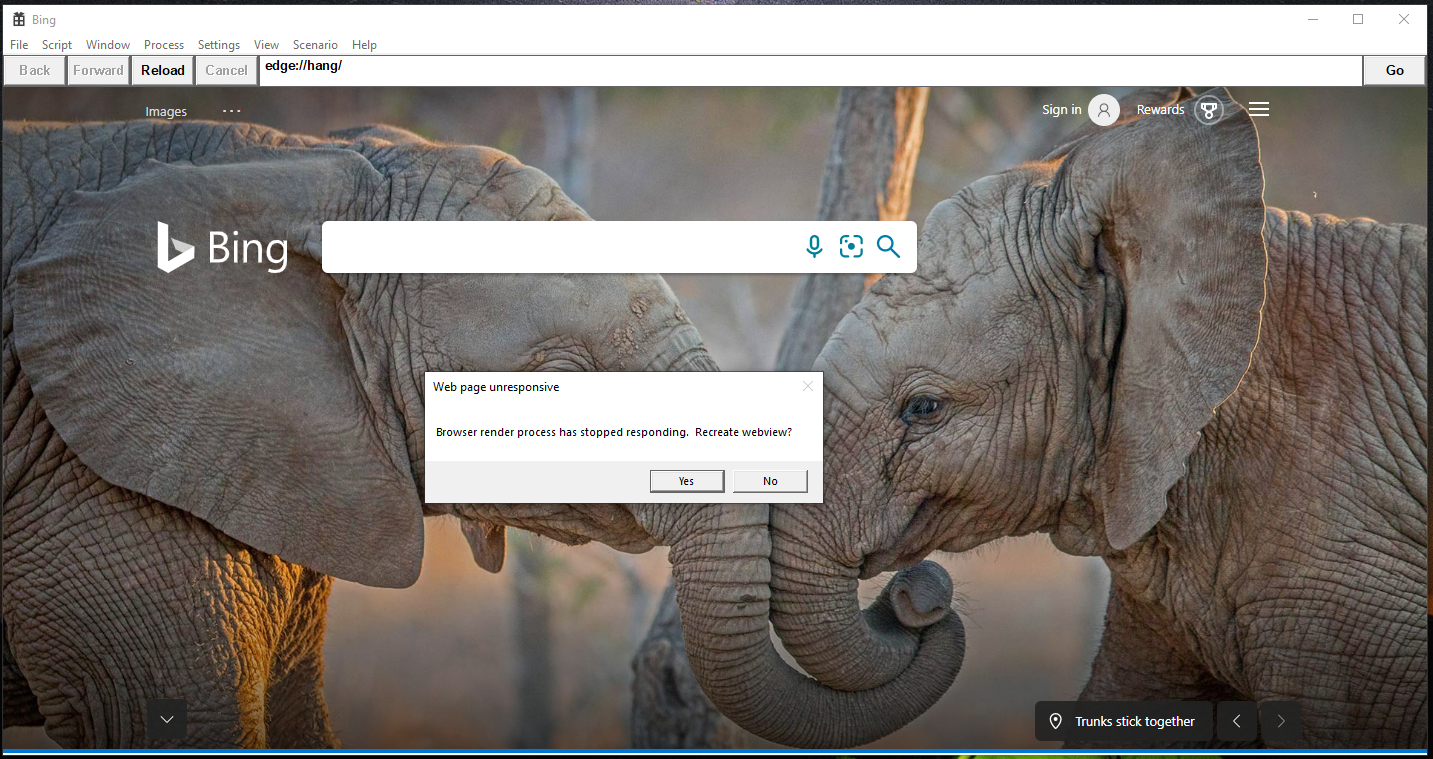 Bing
File Script Window Process Settings View Scenario Help
Back Forward Reload Cancel edge://hang/ Go
Images ... Sign in Rewards
Bing
Web page unresponsive
Browser render process has stopped responding. Recreate webview?
Yes No
Trunks stick together